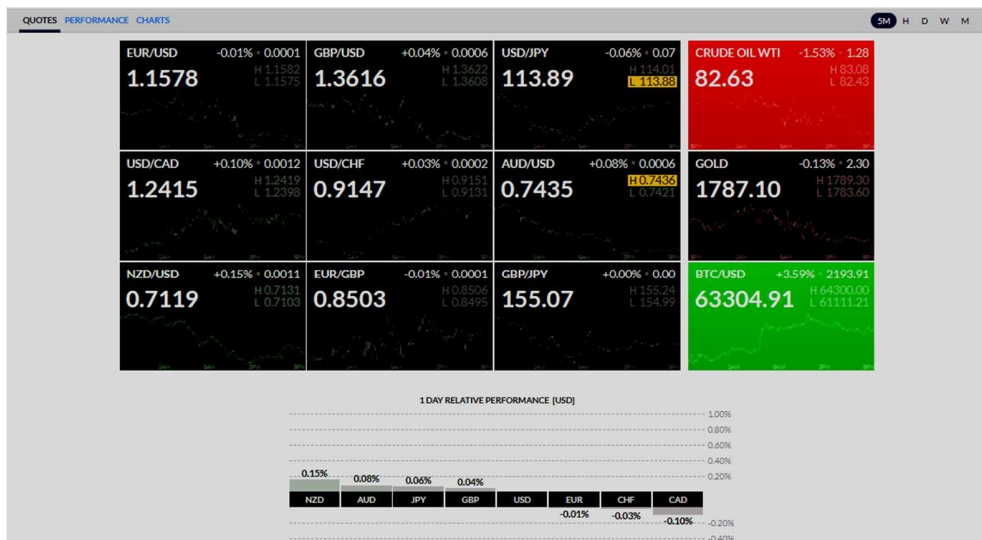 QUOTES PERFORMANCE CHARTS
5M H D W M
EUR/USD -0.01% • 0.0001
1.1578
H 1.1582
L 1.1575
GBP/USD +0.04% • 0.0006
1.3616
H 1.3622
L 1.3608
USD/JPY -0.06% • 0.07
113.89
H 114.01
L 113.88
CRUDE OIL WTI -1.53% • 1.28
82.63
H 83.08
L 82.43
USD/CAD +0.10% • 0.0012
1.2415
H 1.2419
L 1.2398
USD/CHF +0.03% • 0.0002
0.9147
H 0.9151
L 0.9131
AUD/USD +0.08% • 0.0006
0.7435
H 0.7436
L 0.7421
GOLD -0.13% • 2.30
1787.10
H 1789.30
L 1783.60
NZD/USD +0.15% • 0.0011
0.7119
H 0.7131
L 0.7103
EUR/GBP -0.01% • 0.0001
0.8503
H 0.8506
L 0.8495
GBP/JPY +0.00% • 0.00
155.07
H 155.24
L 154.99
BTC/USD +3.59% • 2193.91
63304.91
H 64300.00
L 61111.21
1 DAY RELATIVE PERFORMANCE [USD]
1.00%
0.80%
0.60%
0.40%
0.20%
0.15% 0.08% 0.06% 0.04%
NZD AUD JPY GBP USD EUR CHF CAD
-0.01% -0.03% -0.10%
-0.20%
-0.40%